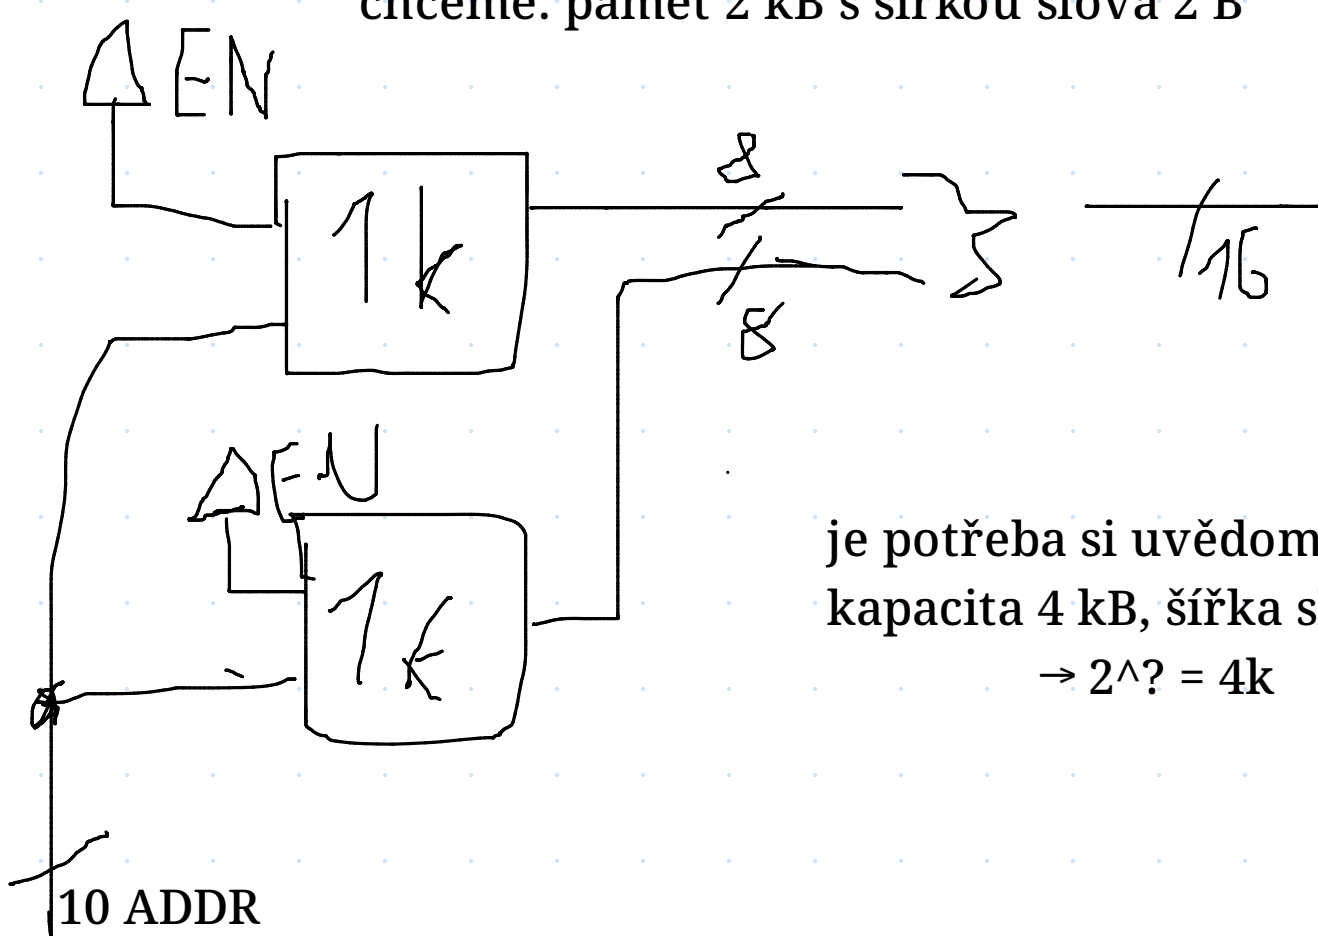 chceme: paměť 2 kB s šířkou slova 2 B
EN
8
1k
16
8
EN
je potřeba si uvědom
kapacita 4 kB, šířka sl
1k
→ 2^? = 4k
10 ADDR